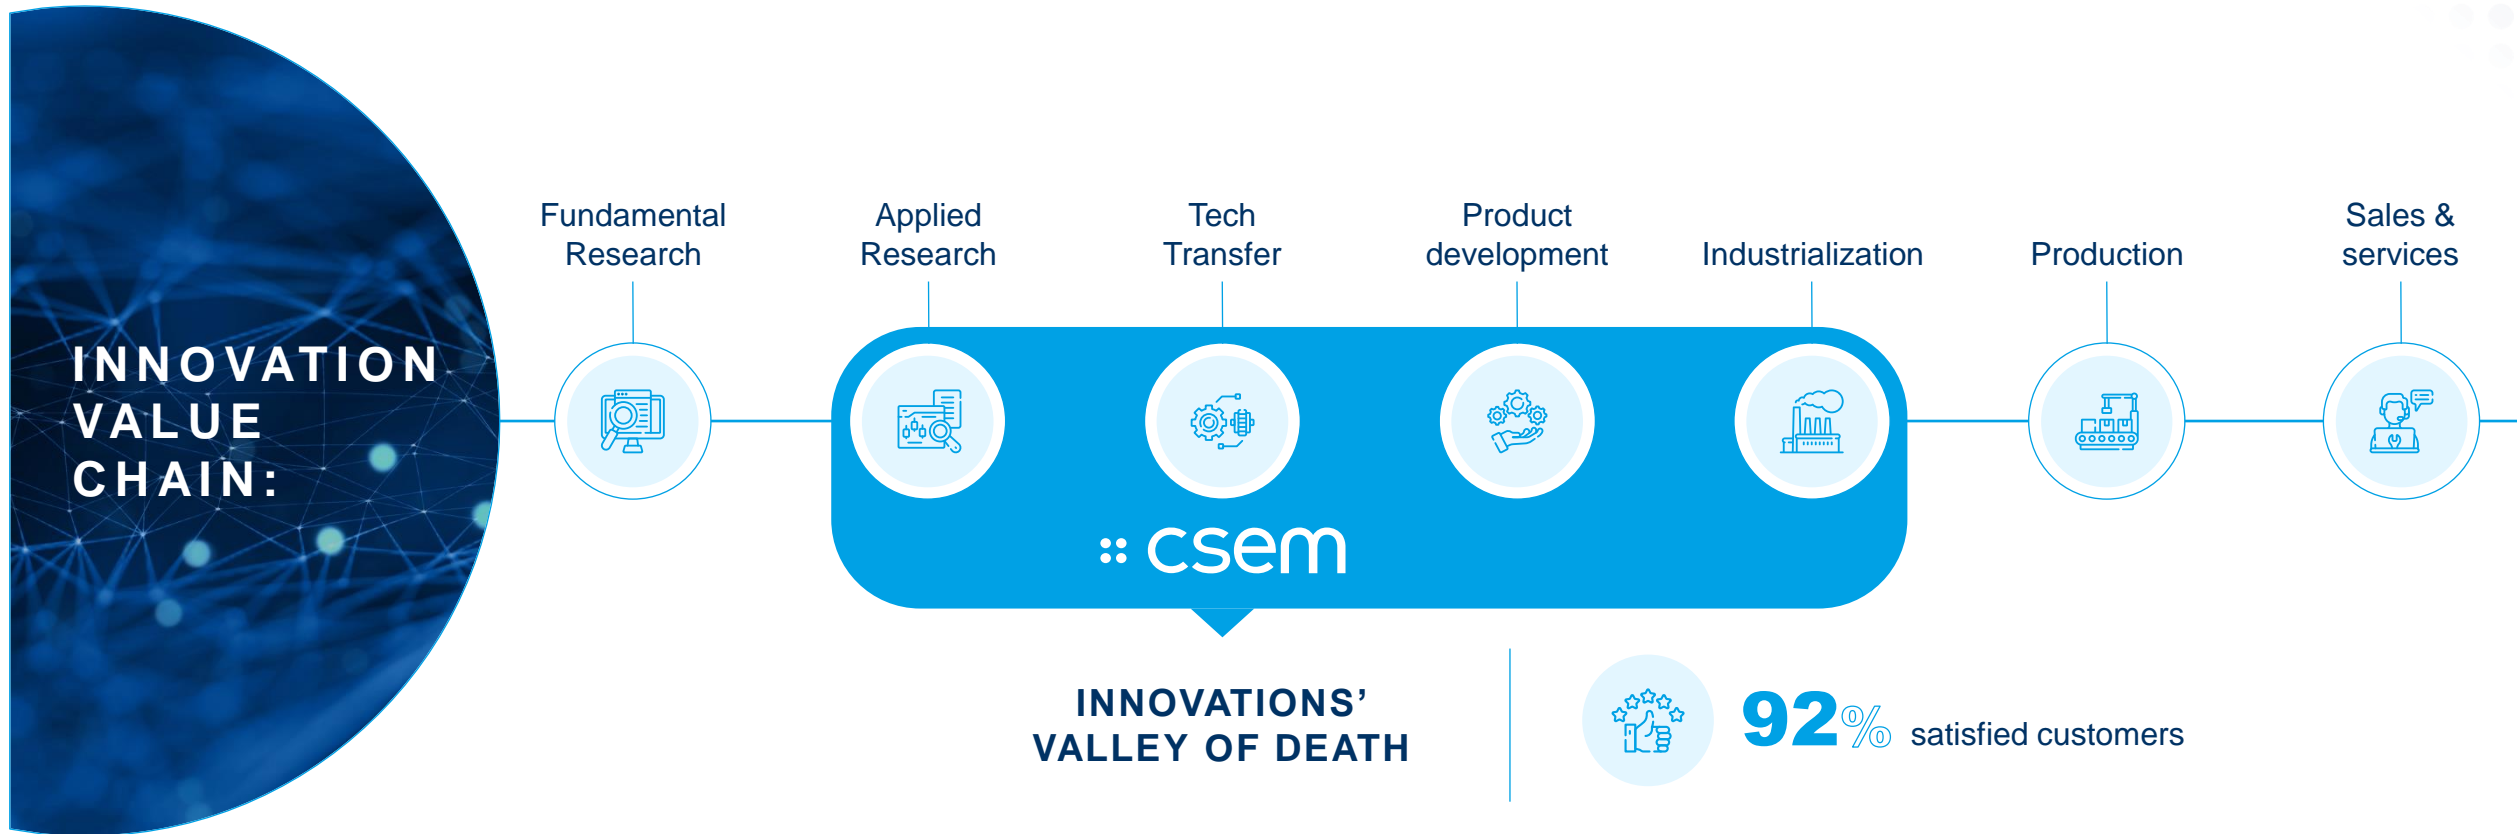 INNOVATION
VALUE
CHAIN:
Fundamental
Research
Applied
Research
Tech
Transfer
Product
development
Industrialization
Production
Sales &
services
csem
INNOVATIONS’
VALLEY OF DEATH
92% satisfied customers